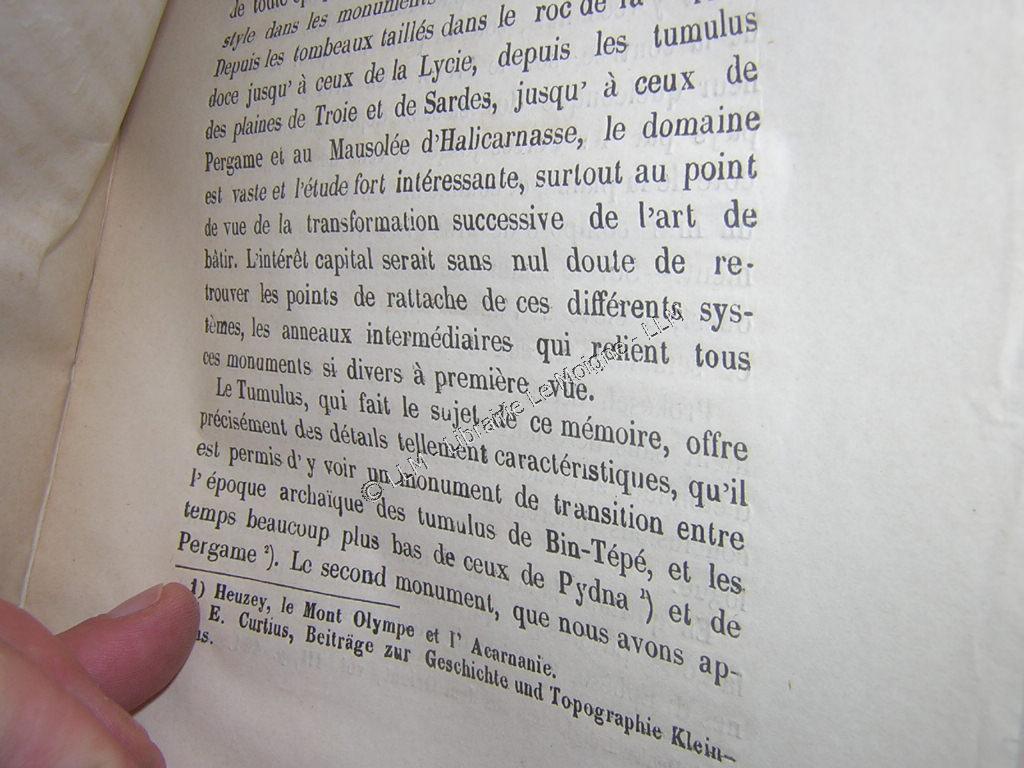 de toute
style dans les monuments
Depuis les tombeaux taillés dans le roc de la
doce jusqu' à ceux de la Lycie, depuis les tumulus
des plaines de Troie et de Sardes, jusqu' à ceux de
Pergame et au Mausolée d'Halicarnasse, le domaine
est vaste et l'étude fort intéressante, surtout au point
de vue de la transformation successive de l'art de
bâtir. L'intérêt capital serait sans nul doute de re-
trouver les points de rattache de ces différents sys-
tèmes, les anneaux intermédiaires qui relient tous
ces monuments si divers à première vue.
Le Tumulus, qui fait le sujet de ce mémoire, offre
précisément des détails tellement caractéristiques, qu'il
est permis d' y voir un monument de transition entre
l' époque archaïque des tumulus de Bin-Tépé, et les
temps beaucoup plus bas de ceux de Pydna ¹) et de
Pergame ²). Le second monument, que nous avons ap-
1) Heuzey, le Mont Olympe et l' Acarnanie.
E. Curtius, Beiträge zur Geschichte und Topographie Klein-
ns.
© LLM - Librairie Le Moigne - LLM